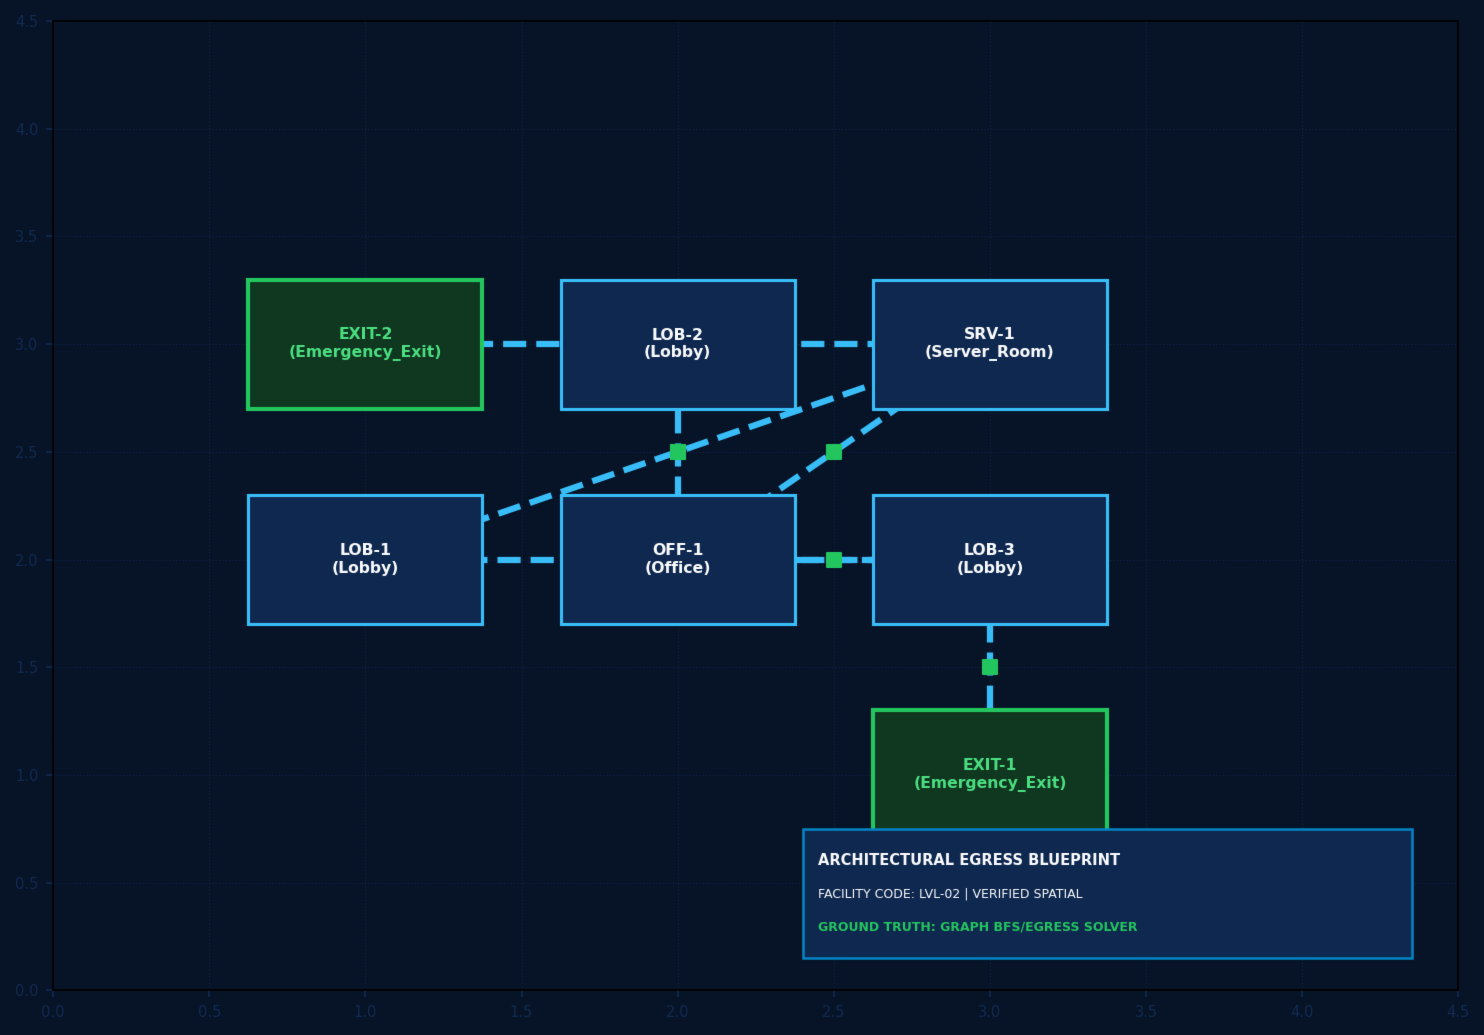 4.5
4.0
3.5
3.0
2.5
2.0
1.5
1.0
0.5
0.0
EXIT-2
(Emergency_Exit)
LOB-2
(Lobby)
SRV-1
(Server_Room)
LOB-1
(Lobby)
OFF-1
(Office)
LOB-3
(Lobby)
EXIT-1
(Emergency_Exit)
ARCHITECTURAL EGRESS BLUEPRINT
FACILITY CODE: LVL-02 | VERIFIED SPATIAL
GROUND TRUTH: GRAPH BFS/EGRESS SOLVER
0.0 0.5 1.0 1.5 2.0 2.5 3.0 3.5 4.0 4.5